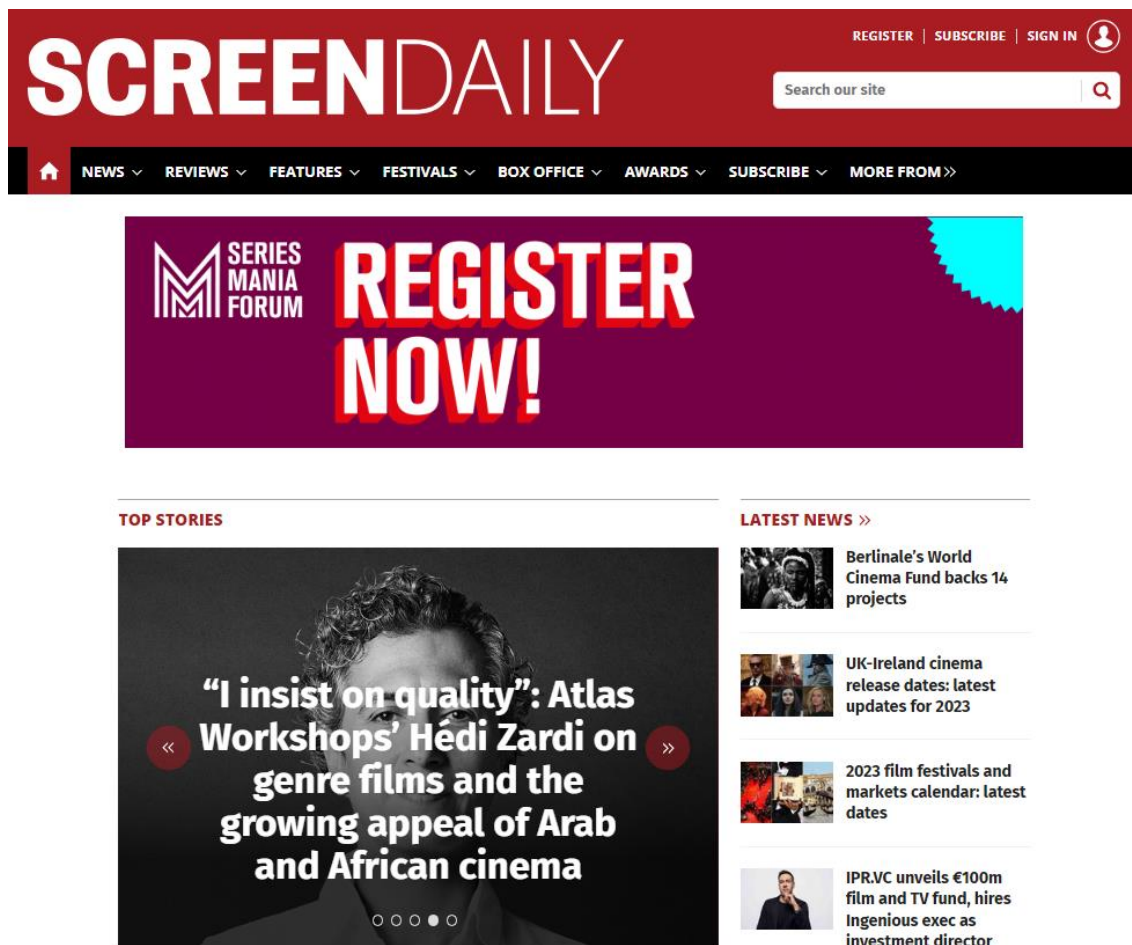 SCREENDAILY
REGISTER | SUBSCRIBE | SIGN IN
Search our site
NEWS
REVIEWS
FEATURES
FESTIVALS
BOX OFFICE
AWARDS
SUBSCRIBE
MORE FROM »
SERIES
MANIA
FORUM
REGISTER
NOW!
TOP STORIES
“I insist on quality”: Atlas
Workshops’ Hédi Zardi on
genre films and the
growing appeal of Arab
and African cinema
LATEST NEWS »
Berlinale’s World
Cinema Fund backs 14
projects
UK-Ireland cinema
release dates: latest
updates for 2023
2023 film festivals and
markets calendar: latest
dates
IPR.VC unveils €100m
film and TV fund, hires
Ingenious exec as
investment director